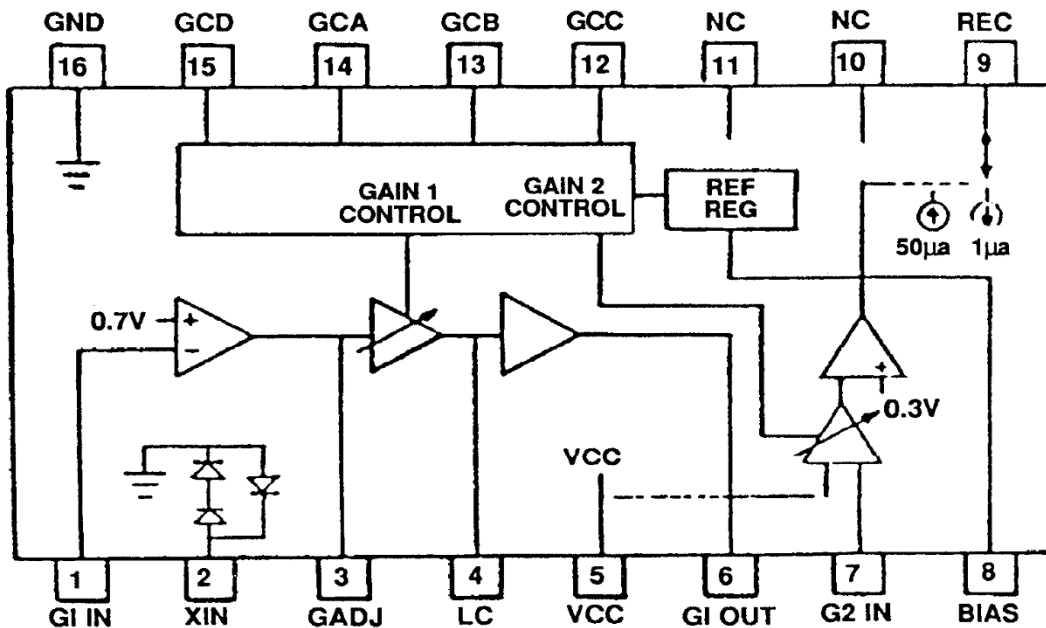 GND GCD GCA GCB GCC NC NC REC
16 15 14 13 12 11 10 9
GAIN 1
CONTROL
GAIN 2
CONTROL
REF
REG
50µa
1µa
0.7V
+
−
+
0.3V
VCC
1 2 3 4 5 6 7 8
GI IN XIN GADJ LC VCC GI OUT G2 IN BIAS